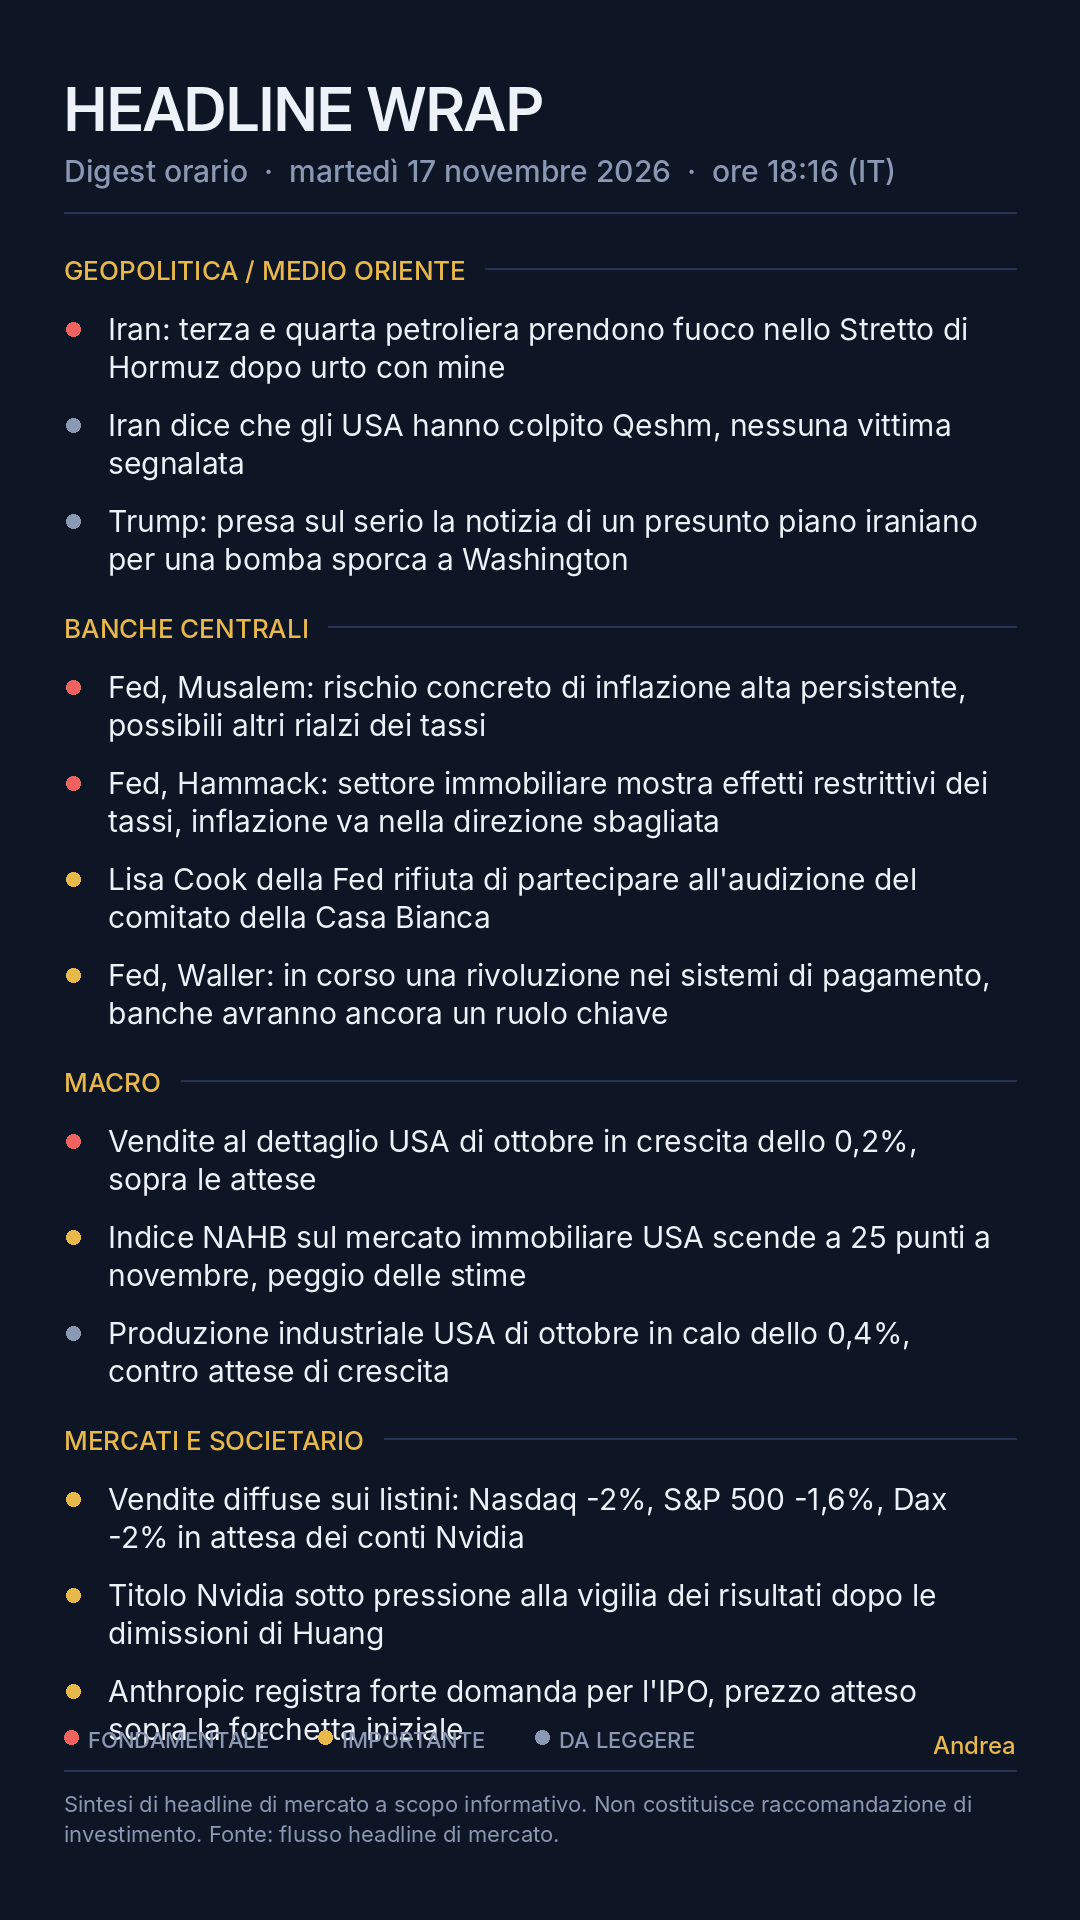 HEADLINE WRAP
Digest orario · martedì 17 novembre 2026 · ore 18:16 (IT)
GEOPOLITICA / MEDIO ORIENTE
Iran: terza e quarta petroliera prendono fuoco nello Stretto di
Hormuz dopo urto con mine
Iran dice che gli USA hanno colpito Qeshm, nessuna vittima
segnalata
Trump: presa sul serio la notizia di un presunto piano iraniano
per una bomba sporca a Washington
BANCHE CENTRALI
Fed, Musalem: rischio concreto di inflazione alta persistente,
possibili altri rialzi dei tassi
Fed, Hammack: settore immobiliare mostra effetti restrittivi dei
tassi, inflazione va nella direzione sbagliata
Lisa Cook della Fed rifiuta di partecipare all'audizione del
comitato della Casa Bianca
Fed, Waller: in corso una rivoluzione nei sistemi di pagamento,
banche avranno ancora un ruolo chiave
MACRO
Vendite al dettaglio USA di ottobre in crescita dello 0,2%,
sopra le attese
Indice NAHB sul mercato immobiliare USA scende a 25 punti a
novembre, peggio delle stime
Produzione industriale USA di ottobre in calo dello 0,4%,
contro attese di crescita
MERCATI E SOCIETARIO
Vendite diffuse sui listini: Nasdaq -2%, S&P 500 -1,6%, Dax
-2% in attesa dei conti Nvidia
Titolo Nvidia sotto pressione alla vigilia dei risultati dopo le
dimissioni di Huang
Anthropic registra forte domanda per l'IPO, prezzo atteso
sopra la forchetta iniziale
FONDAMENTALE IMPORTANTE DA LEGGERE
Andrea
Sintesi di headline di mercato a scopo informativo. Non costituisce raccomandazione di
investimento. Fonte: flusso headline di mercato.